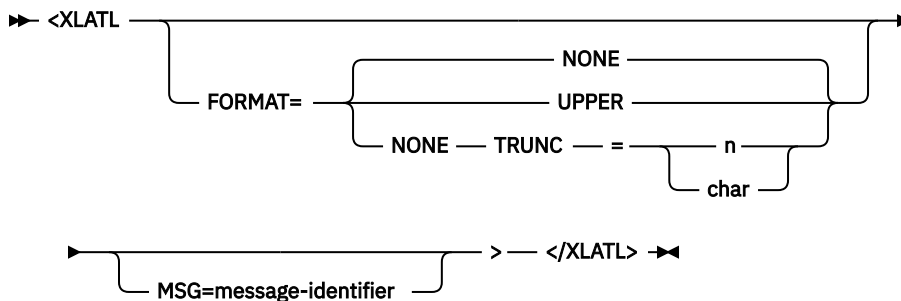 <XLATL
NONE
FORMAT= UPPER
NONE TRUNC = n
char
> </XLATL>
MSG=message-identifier